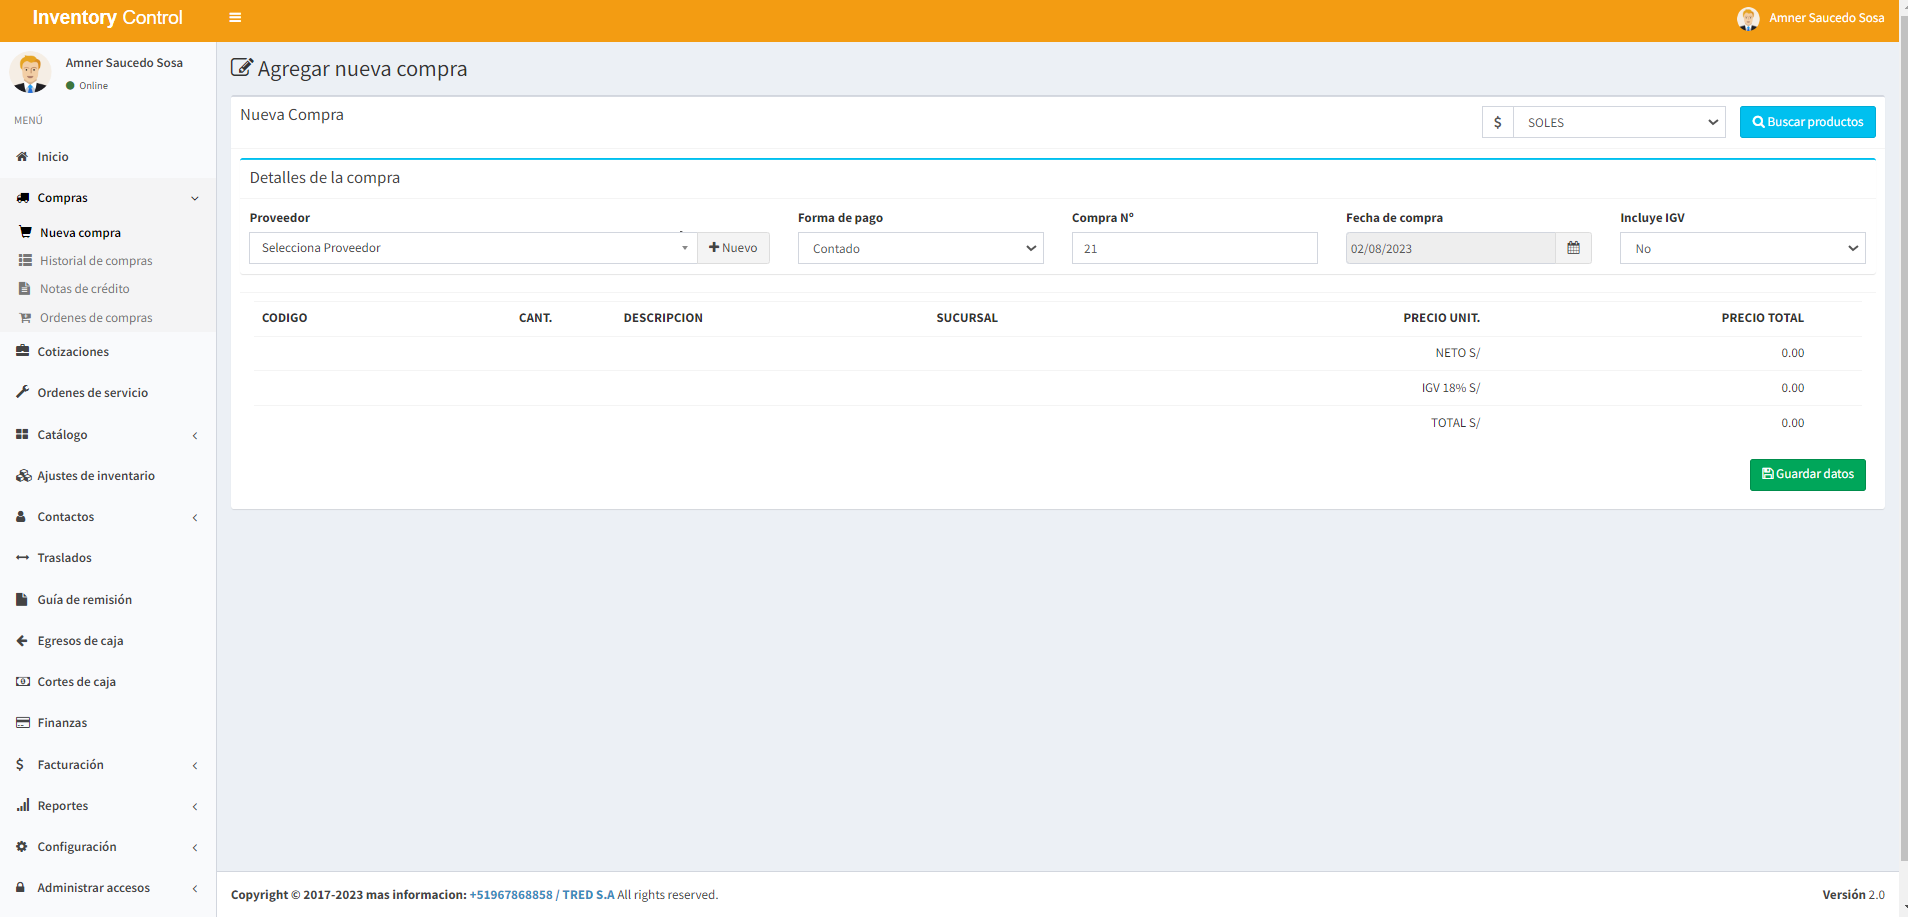 Inventory Control
Amner Saucedo Sosa
Amner Saucedo Sosa
Online
MENÚ
Inicio
Compras
Nueva compra
Historial de compras
Notas de crédito
Ordenes de compras
Cotizaciones
Ordenes de servicio
Catálogo
Ajustes de inventario
Contactos
Traslados
Guía de remisión
Egresos de caja
Cortes de caja
Finanzas
$ Facturación
Reportes
Configuración
Administrar accesos
Agregar nueva compra
Nueva Compra
$ SOLES
Buscar productos
Detalles de la compra
Proveedor Forma de pago Compra Nº Fecha de compra Incluye IGV
Selecciona Proveedor Nuevo Contado 21 02/08/2023 No
CODIGO CANT. DESCRIPCION SUCURSAL PRECIO UNIT. PRECIO TOTAL
NETO S/ 0.00
IGV 18% S/ 0.00
TOTAL S/ 0.00
Guardar datos
Copyright © 2017-2023 mas informacion: +51967868858 / TRED S.A All rights reserved. Versión 2.0